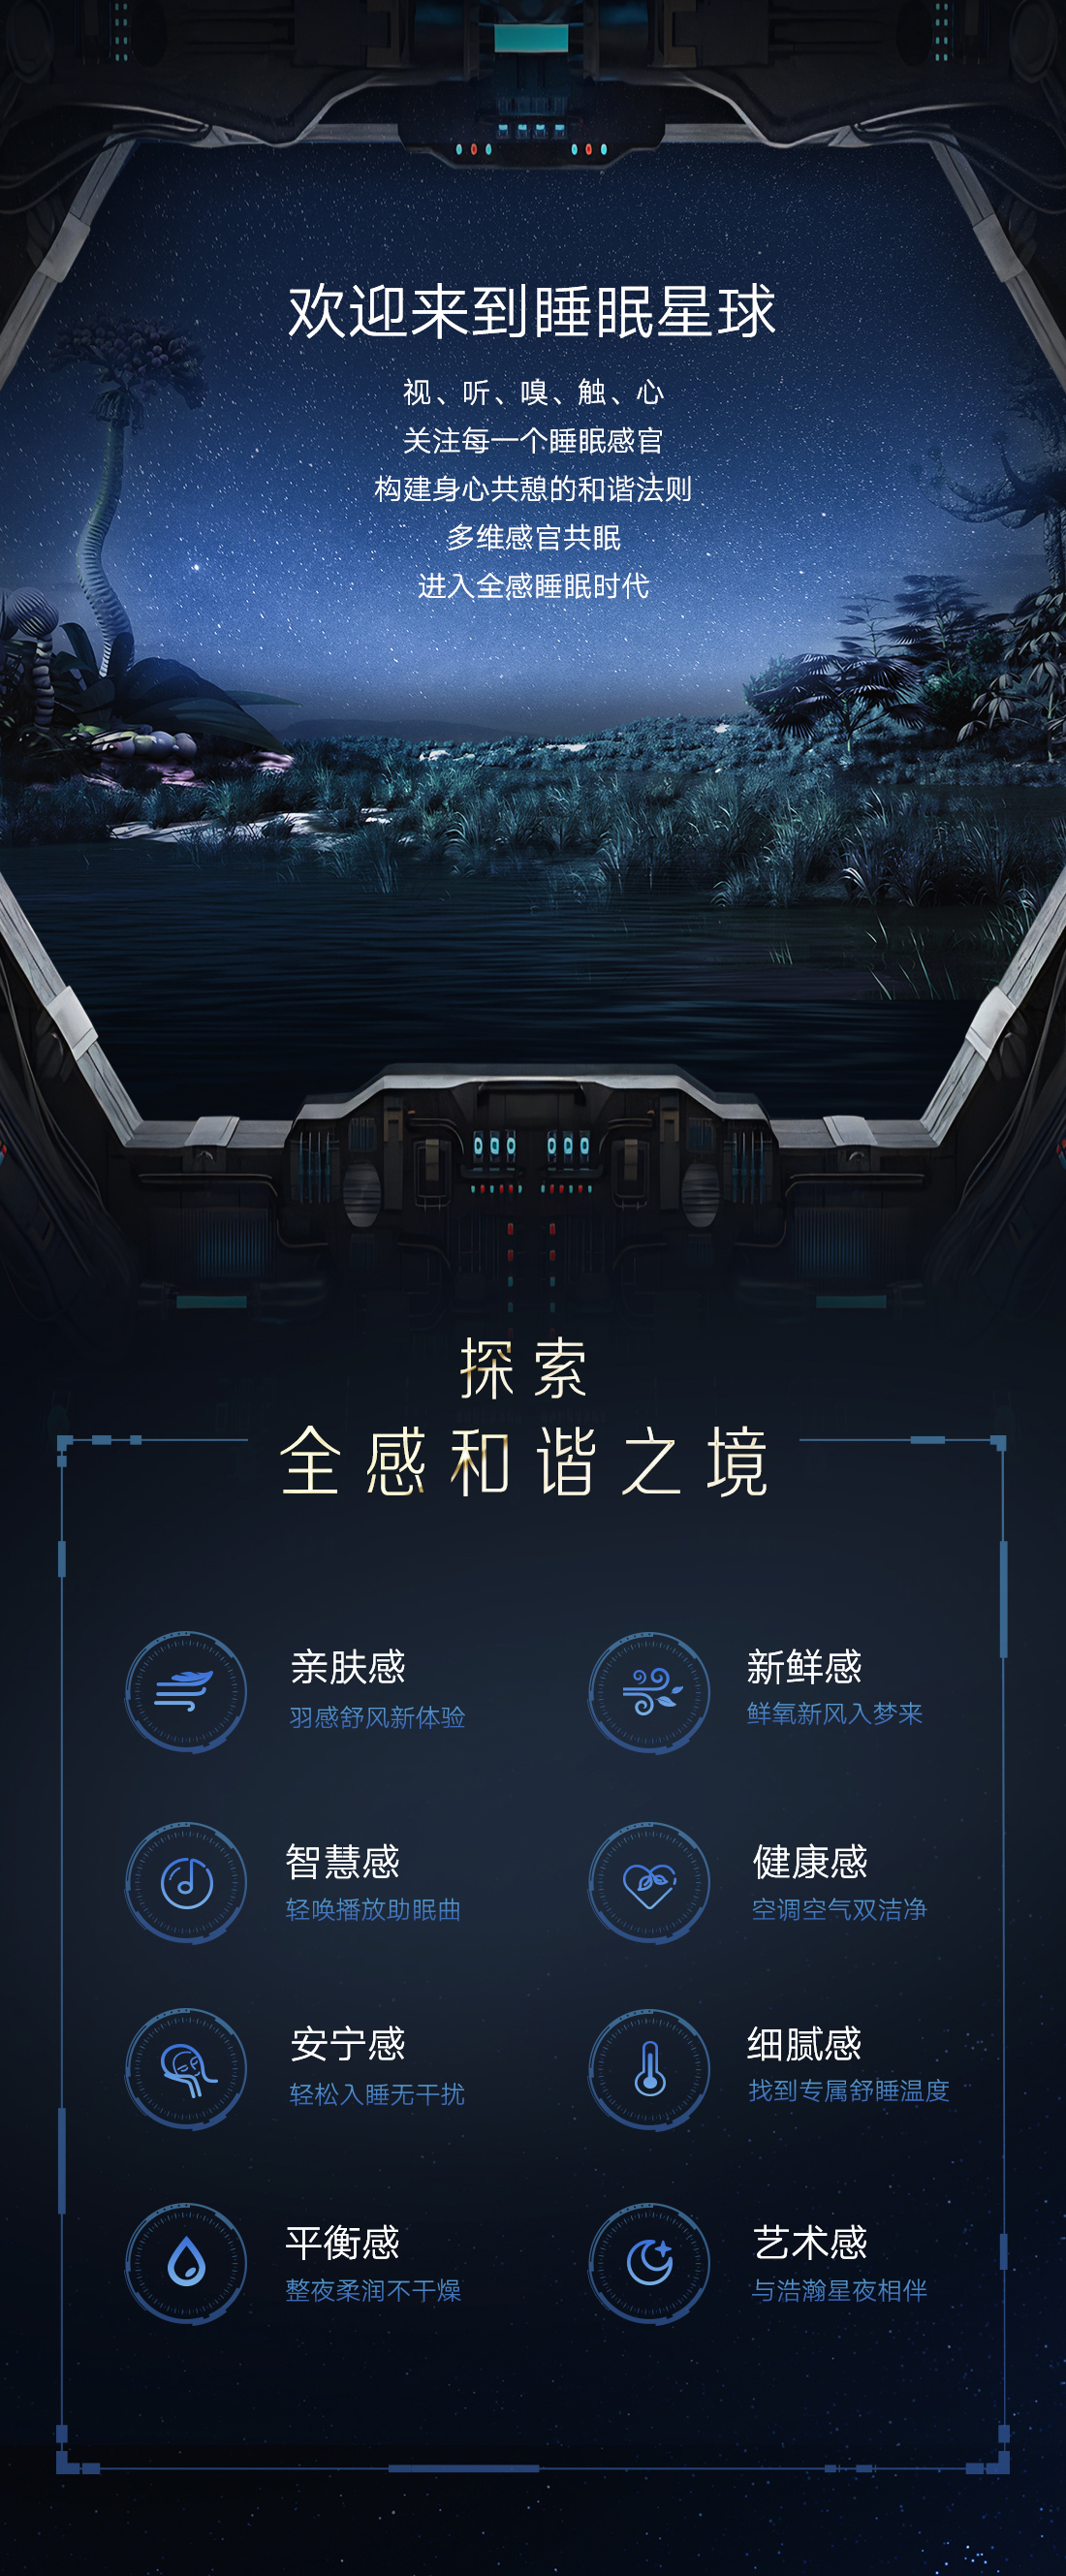 欢迎来到睡眠星球
视、听、嗅、触、心
关注每一个睡眠感官
构建身心共憩的和谐法则
多维感官共眠
进入全感睡眠时代
探索
全感和谐之境
亲肤感
羽感舒风新体验
新鲜感
鲜氧新风入梦来
智慧感
轻唤播放助眠曲
健康感
空调空气双洁净
安宁感
轻松入睡无干扰
细腻感
找到专属舒睡温度
平衡感
整夜柔润不干燥
艺术感
与浩瀚星夜相伴